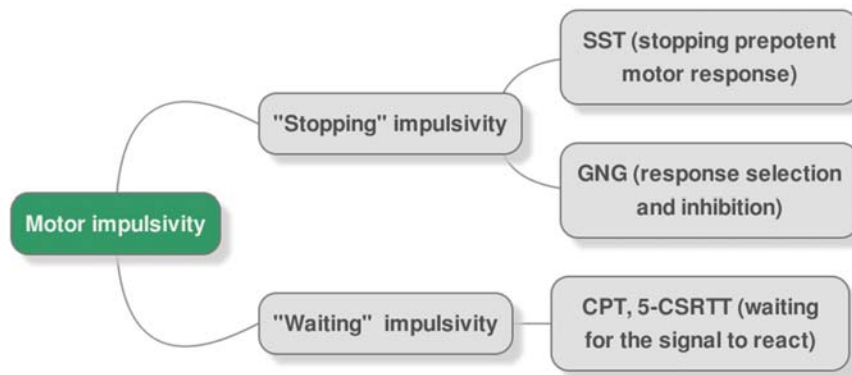 SST (stopping prepotent
motor response)
"Stopping" impulsivity
GNG (response selection
and inhibition)
Motor impulsivity
"Waiting" impulsivity
CPT, 5-CSRTT (waiting
for the signal to react)